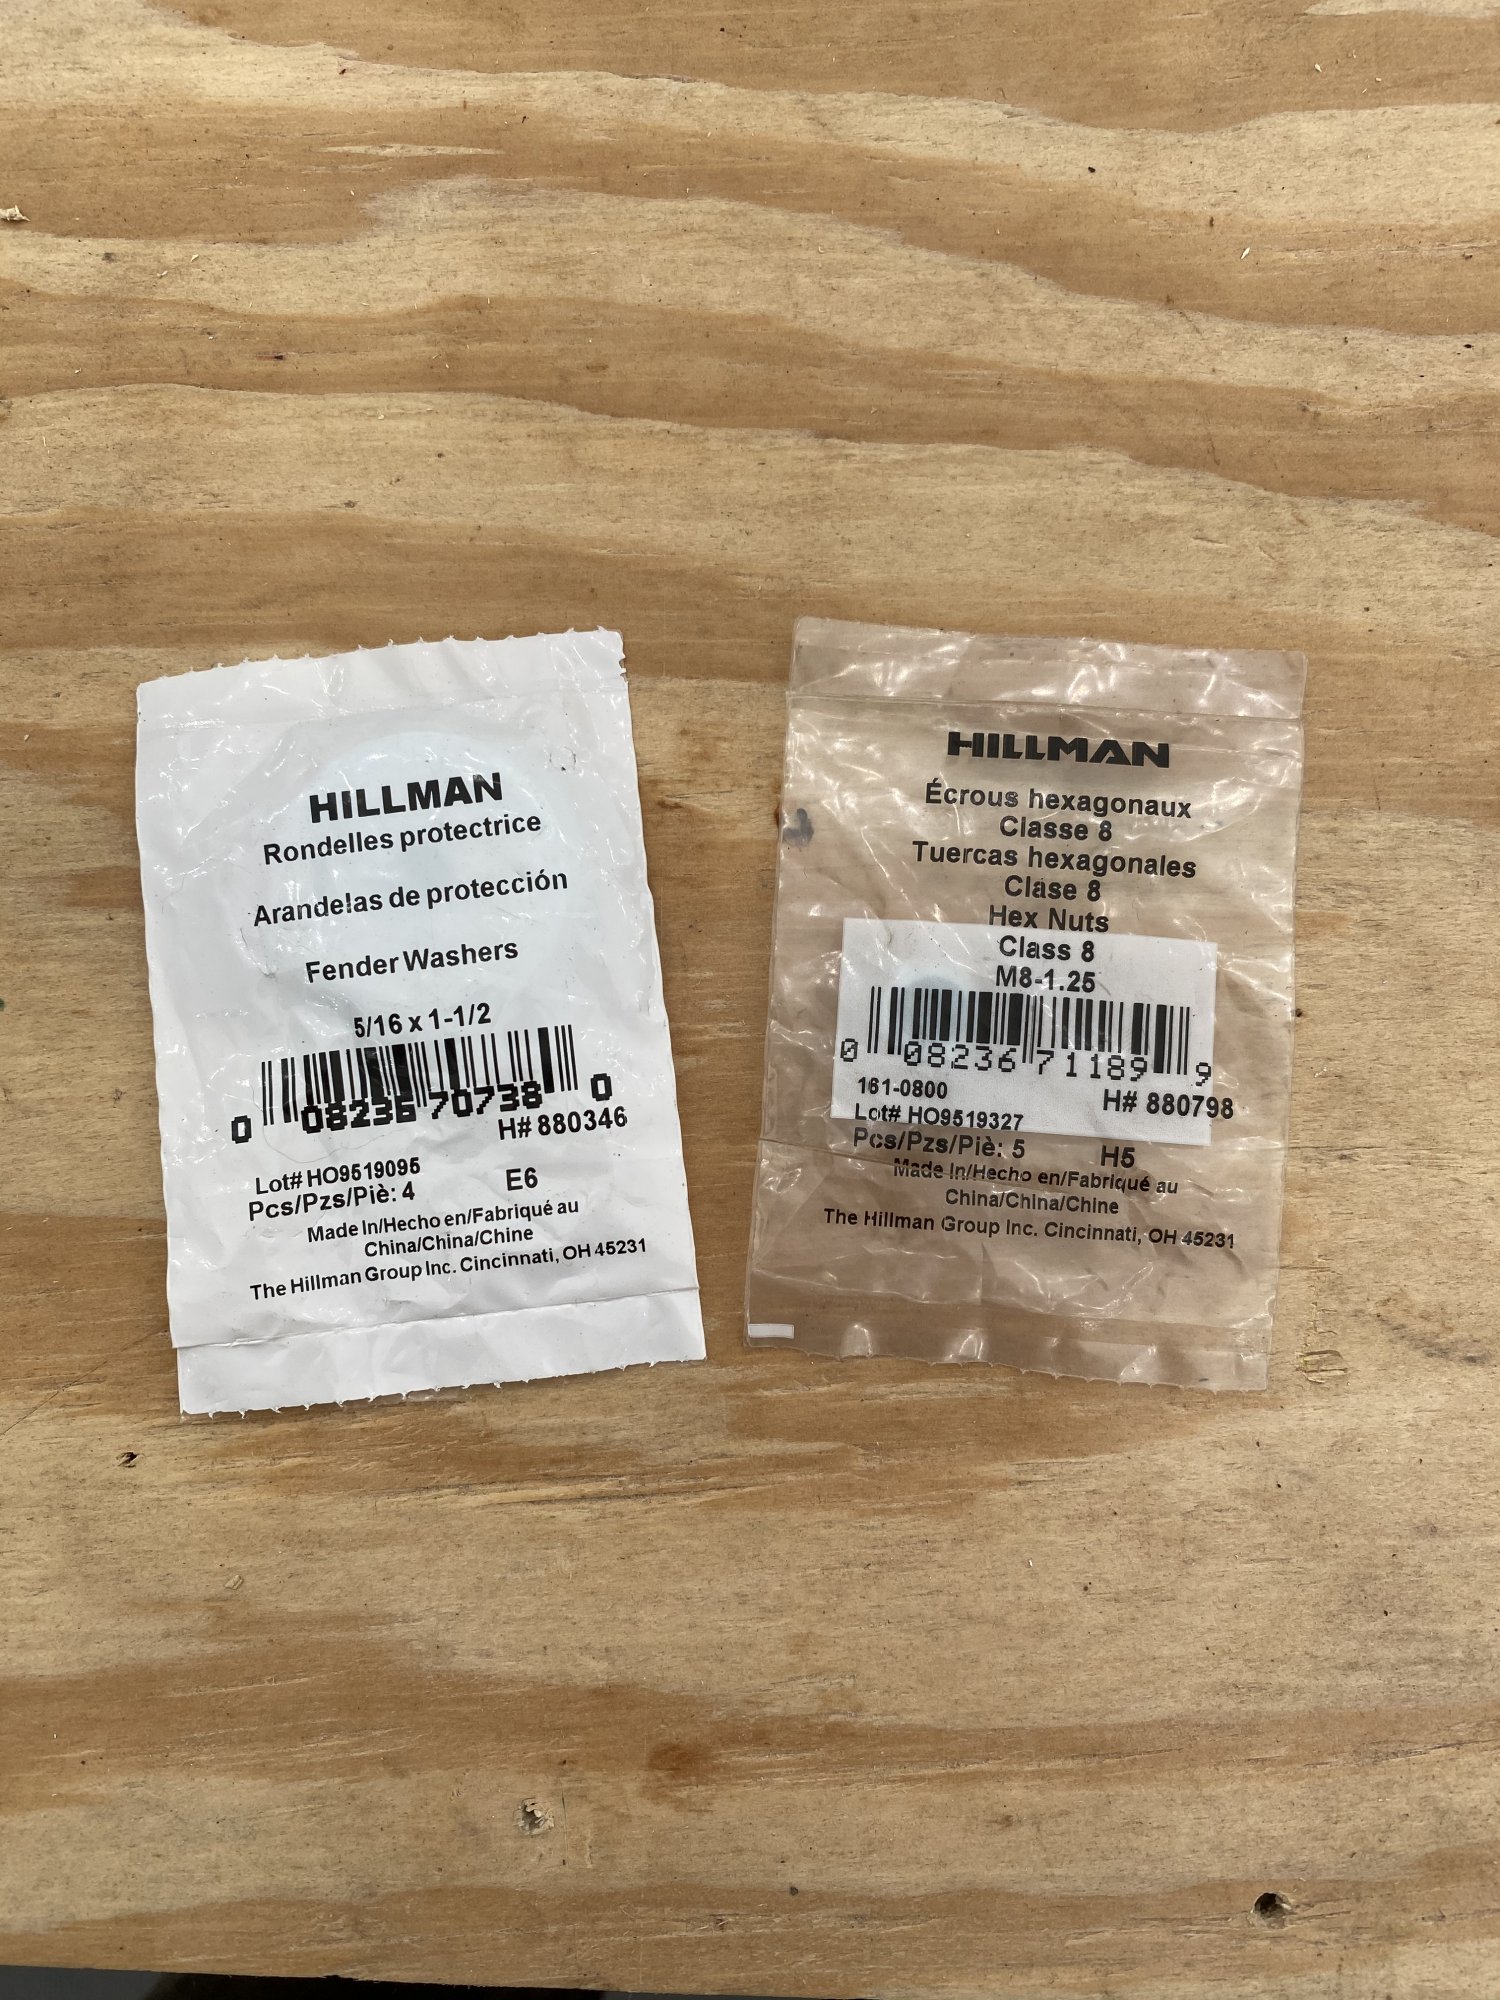 HILLMAN
Rondelles protectrice
Arandelas de protección
Fender Washers
5/16 x 1-1/2
0 08236 70738 0
H# 880346
Lot# HO9519095
Pcs/Pzs/Piè: 4 E6
Made In/Hecho en/Fabriqué au
China/China/Chine
The Hillman Group Inc. Cincinnati, OH 45231
HILLMAN
Écrous hexagonaux
Classe 8
Tuercas hexagonales
Clase 8
Hex Nuts
Class 8
M8-1.25
0 08236 71189 9
161-0800 H# 880798
Lot# HO9519327
Pcs/Pzs/Piè: 5 H5
Made In/Hecho en/Fabriqué au
China/China/Chine
The Hillman Group Inc. Cincinnati, OH 45231